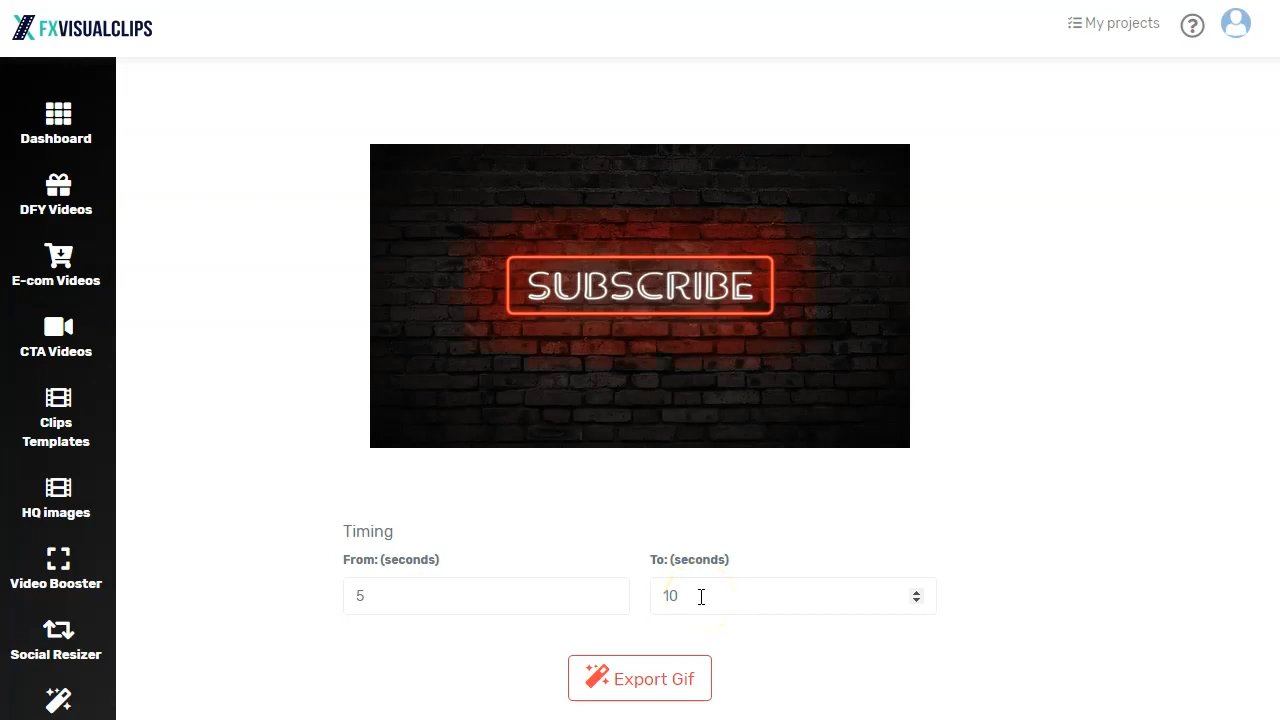 FXVISUALCLIPS
My projects
?
Dashboard
DFY Videos
E-com Videos
CTA Videos
Clips
Templates
HQ images
Video Booster
Social Resizer
SUBSCRIBE
Timing
From: (seconds)
To: (seconds)
5
10
Export Gif